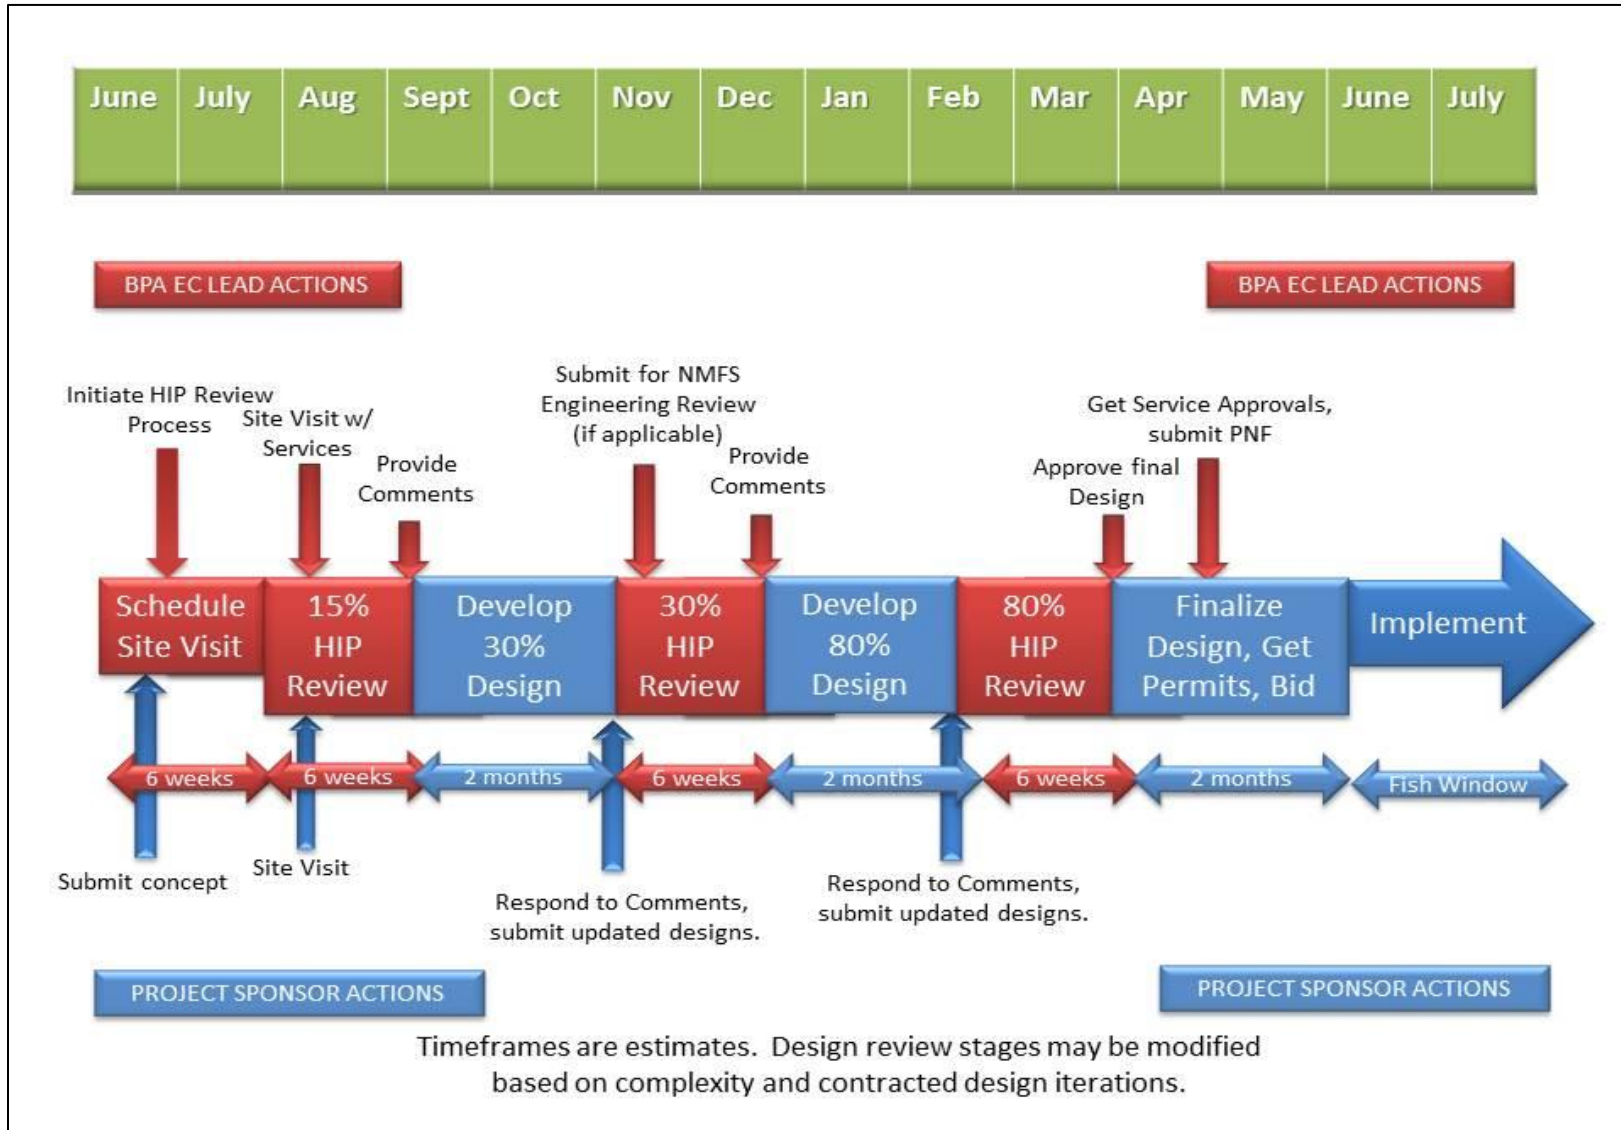 June July Aug Sept Oct Nov Dec Jan Feb Mar Apr May June July
BPA EC LEAD ACTIONS
BPA EC LEAD ACTIONS
Initiate HIP Review
Process
Site Visit w/
Services
Provide
Comments
Submit for NMFS
Engineering Review
(if applicable)
Provide
Comments
Get Service Approvals,
submit PNF
Approve final
Design
Schedule
Site Visit
15%
HIP
Review
Develop
30%
Design
30%
HIP
Review
Develop
80%
Design
80%
HIP
Review
Finalize
Design, Get
Permits, Bid
Implement
6 weeks
6 weeks
2 months
6 weeks
2 months
6 weeks
2 months
Fish Window
Submit concept
Site Visit
Respond to Comments,
submit updated designs.
Respond to Comments,
submit updated designs.
PROJECT SPONSOR ACTIONS
PROJECT SPONSOR ACTIONS
Timeframes are estimates. Design review stages may be modified
based on complexity and contracted design iterations.